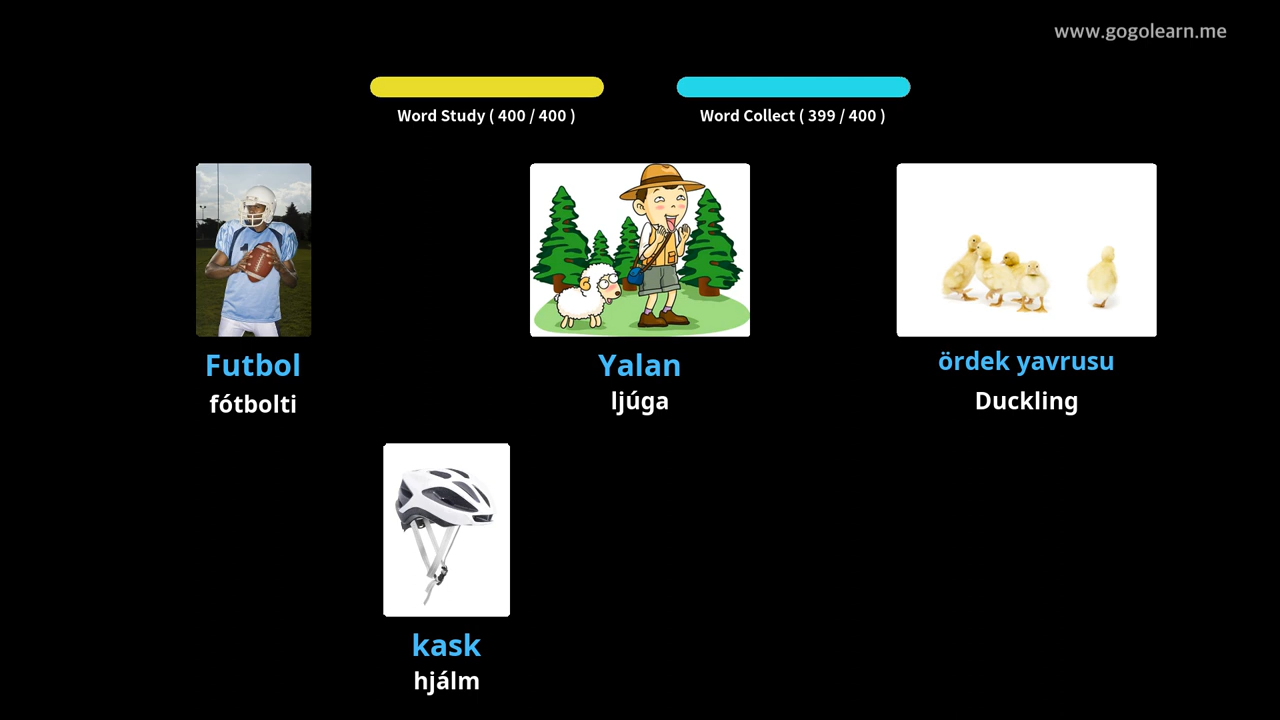 www.gogolearn.me
Word Study ( 400 / 400 )
Word Collect ( 399 / 400 )
Futbol
fótbolti
Yalan
ljúga
ördek yavrusu
Duckling
kask
hjálm